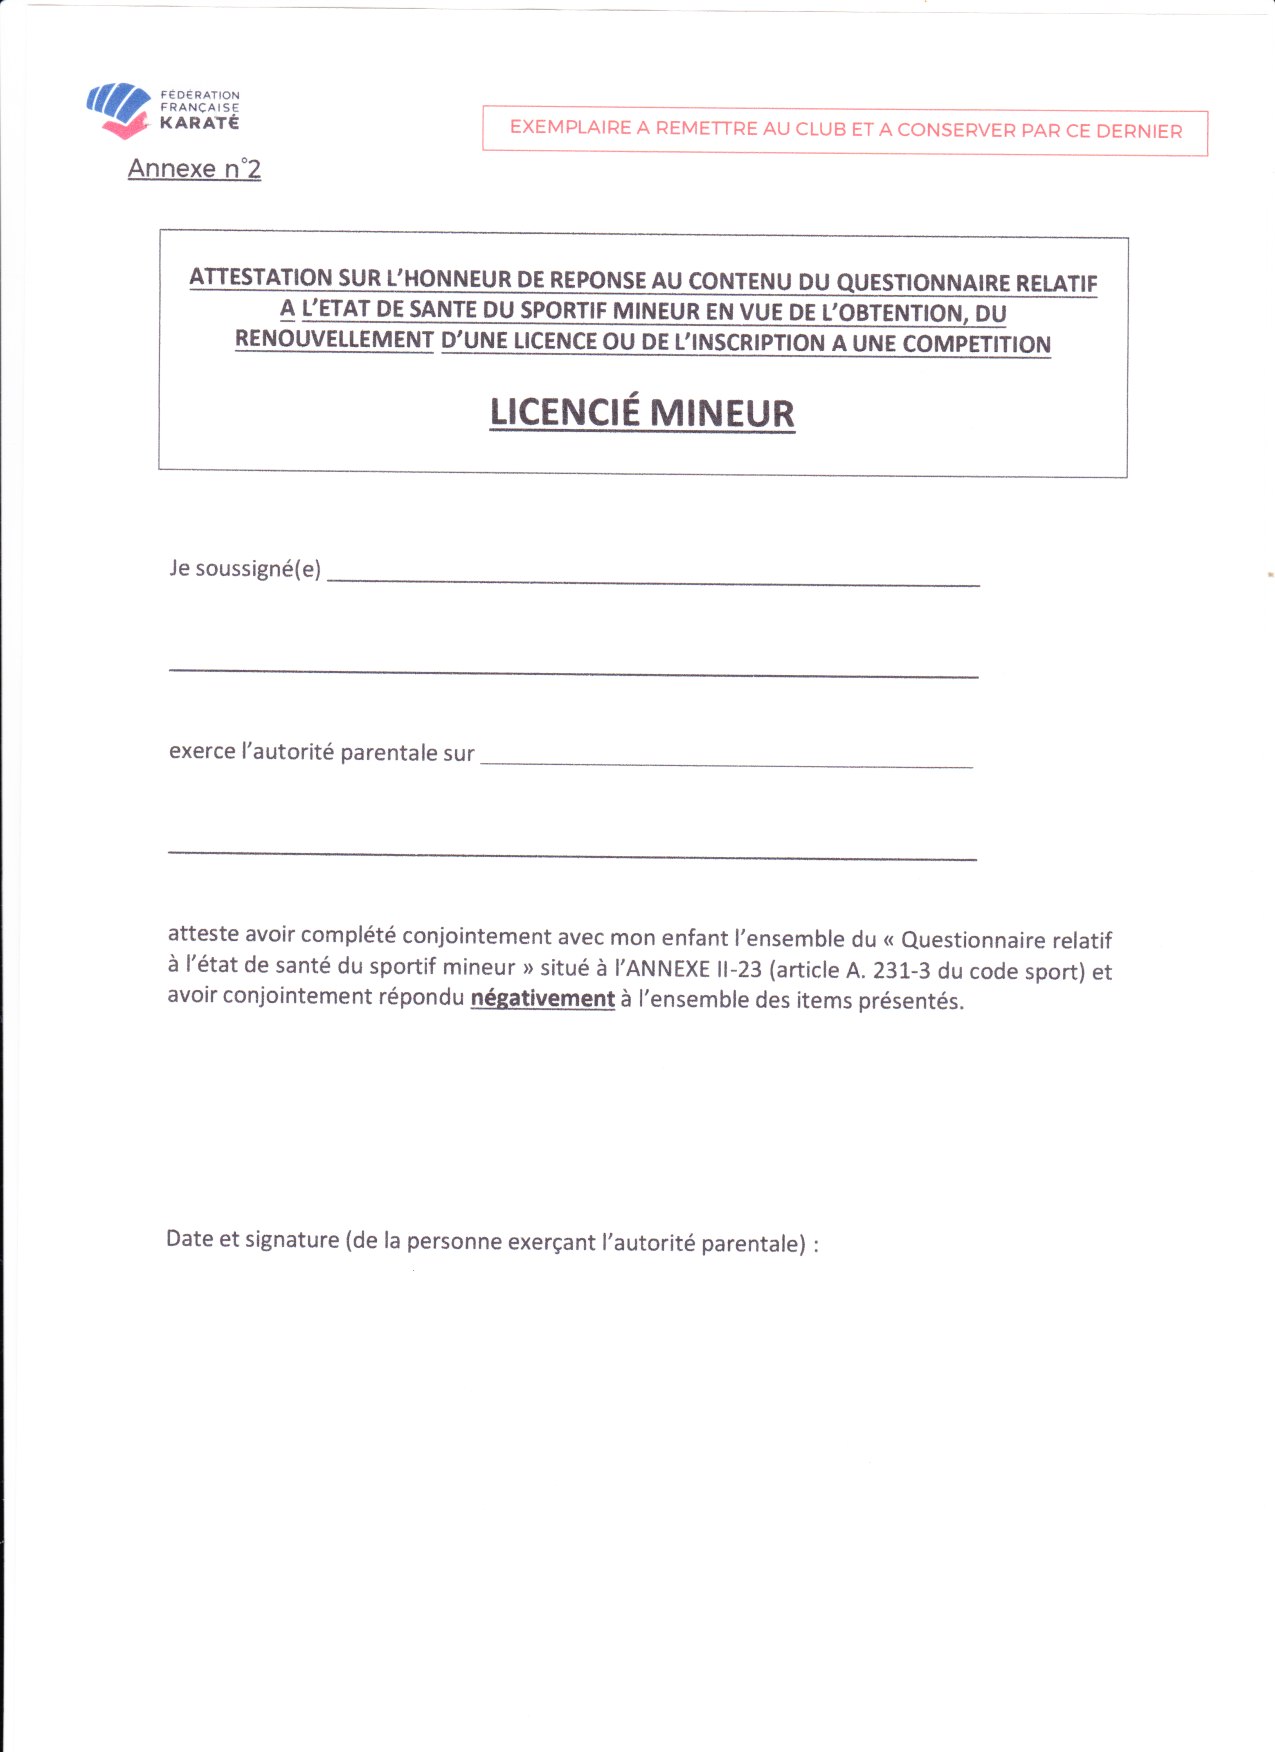 FÉDÉRATION
FRANÇAISE
KARATÉ
EXEMPLAIRE A REMETTRE AU CLUB ET A CONSERVER PAR CE DERNIER
Annexe n°2
ATTESTATION SUR L'HONNEUR DE REPONSE AU CONTENU DU QUESTIONNAIRE RELATIF
A L'ETAT DE SANTE DU SPORTIF MINEUR EN VUE DE L'OBTENTION, DU
RENOUVELLEMENT D'UNE LICENCE OU DE L'INSCRIPTION A UNE COMPETITION
LICENCIÉ MINEUR
Je soussigné(e)
exerce l'autorité parentale sur
atteste avoir complété conjointement avec mon enfant l'ensemble du « Questionnaire relatif
à l'état de santé du sportif mineur » situé à l'ANNEXE II-23 (article A. 231-3 du code sport) et
avoir conjointement répondu négativement à l'ensemble des items présentés.
Date et signature (de la personne exerçant l'autorité parentale) :